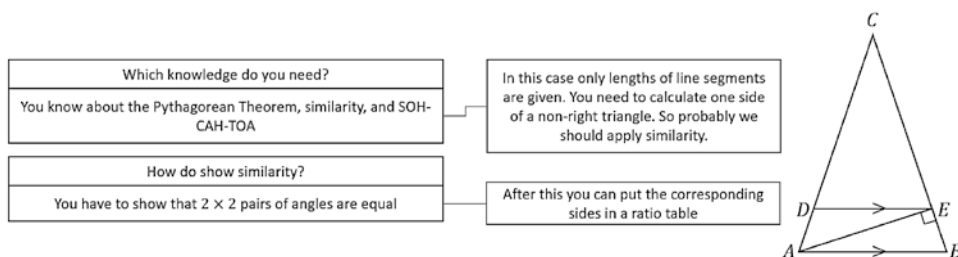 Which knowledge do you need?
You know about the Pythagorean Theorem, similarity, and SOH-
CAH-TOA
In this case only lengths of line segments
are given. You need to calculate one side
of a non-right triangle. So probably we
should apply similarity.
How do show similarity?
You have to show that 2 × 2 pairs of angles are equal
After this you can put the corresponding
sides in a ratio table
C
D
E
A